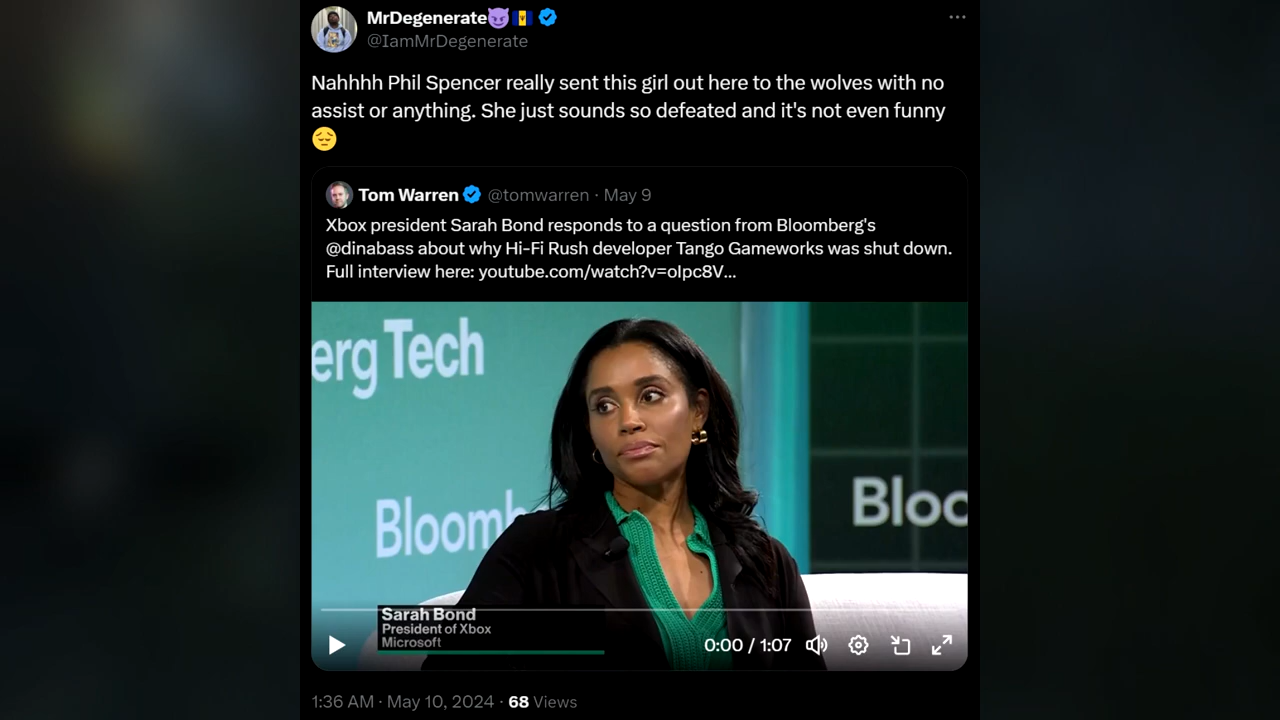 MrDegenerate😈🇧🇧
@IamMrDegenerate
Nahhhh Phil Spencer really sent this girl out here to the wolves with no
assist or anything. She just sounds so defeated and it's not even funny
😔
Tom Warren @tomwarren · May 9
Xbox president Sarah Bond responds to a question from Bloomberg's
@dinabass about why Hi-Fi Rush developer Tango Gameworks was shut down.
Full interview here: youtube.com/watch?v=olpc8V...
erg Tech
Bloomb
Bloo
Sarah Bond
President of Xbox
Microsoft
0:00 / 1:07
1:36 AM · May 10, 2024 · 68 Views